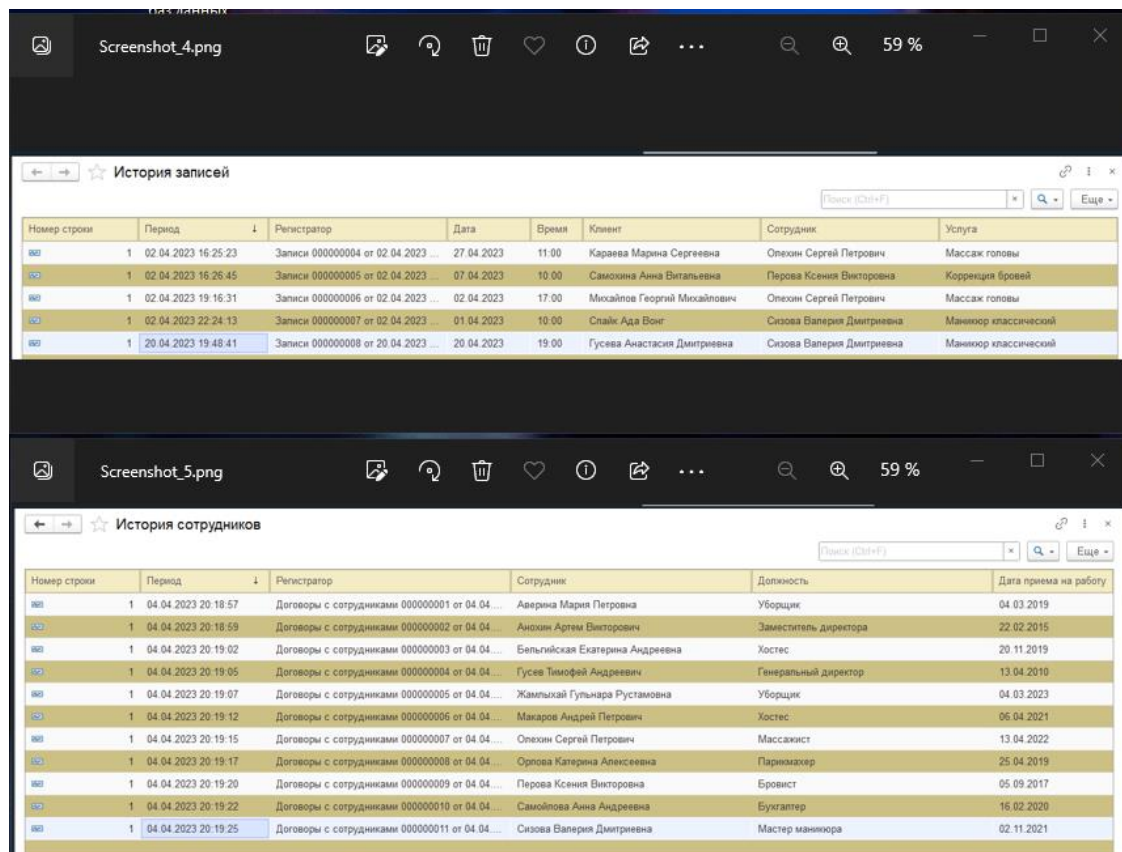 баз данных
Screenshot_4.png ... 59 %
История записей
Поиск (Ctrl+F) × Еще
Номер строки Период ↓ Регистратор Дата Время Клиент Сотрудник Услуга
1 02.04.2023 16:25:23 Записи 000000004 от 02.04.2023 ... 27.04.2023 11:00 Караева Марина Сергеевна Опехин Сергей Петрович Массаж головы
1 02.04.2023 16:26:45 Записи 000000005 от 02.04.2023 ... 07.04.2023 10:00 Самохина Анна Витальевна Перова Ксения Викторовна Коррекция бровей
1 02.04.2023 19:16:31 Записи 000000006 от 02.04.2023 ... 02.04.2023 17:00 Михайлов Георгий Михайлович Опехин Сергей Петрович Массаж головы
1 02.04.2023 22:24:13 Записи 000000007 от 02.04.2023 ... 01.04.2023 10:00 Спайк Ада Вонг Сизова Валерия Дмитриевна Маникюр классический
1 20.04.2023 19:48:41 Записи 000000008 от 20.04.2023 ... 20.04.2023 19:00 Гусева Анастасия Дмитриевна Сизова Валерия Дмитриевна Маникюр классический
Screenshot_5.png ... 59 %
История сотрудников
Поиск (Ctrl+F) × Еще
Номер строки Период ↓ Регистратор Сотрудник Должность Дата приема на работу
1 04.04.2023 20:18:57 Договоры с сотрудниками 000000001 от 04.04.... Аверина Мария Петровна Уборщик 04.03.2019
1 04.04.2023 20:18:59 Договоры с сотрудниками 000000002 от 04.04.... Анохин Артем Викторович Заместитель директора 22.02.2015
1 04.04.2023 20:19:02 Договоры с сотрудниками 000000003 от 04.04.... Бельгийская Екатерина Андреевна Хостес 20.11.2019
1 04.04.2023 20:19:05 Договоры с сотрудниками 000000004 от 04.04.... Гусев Тимофей Андреевич Генеральный директор 13.04.2010
1 04.04.2023 20:19:07 Договоры с сотрудниками 000000005 от 04.04.... Жамлыхай Гульнара Рустамовна Уборщик 04.03.2023
1 04.04.2023 20:19:12 Договоры с сотрудниками 000000006 от 04.04.... Макаров Андрей Петрович Хостес 06.04.2021
1 04.04.2023 20:19:15 Договоры с сотрудниками 000000007 от 04.04.... Опехин Сергей Петрович Массажист 13.04.2022
1 04.04.2023 20:19:17 Договоры с сотрудниками 000000008 от 04.04.... Орлова Катерина Алексеевна Парикмахер 25.04.2019
1 04.04.2023 20:19:20 Договоры с сотрудниками 000000009 от 04.04.... Перова Ксения Викторовна Бровист 05.09.2017
1 04.04.2023 20:19:22 Договоры с сотрудниками 000000010 от 04.04.... Самойлова Анна Андреевна Бухгалтер 16.02.2020
1 04.04.2023 20:19:25 Договоры с сотрудниками 000000011 от 04.04.... Сизова Валерия Дмитриевна Мастер маникюра 02.11.2021